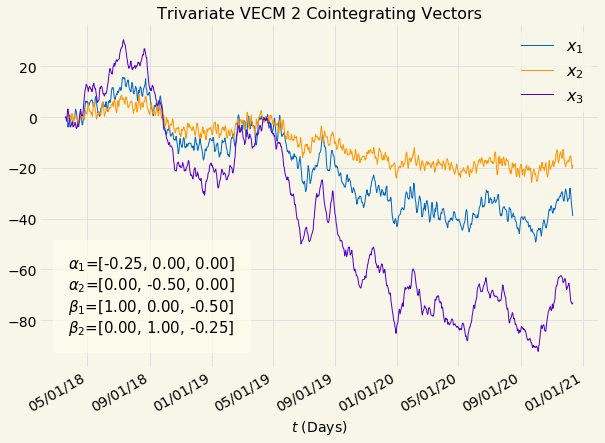 Trivariate VECM 2 Cointegrating Vectors
x₁
x₂
x₃
20
0
−20
−40
−60
−80
α₁=[-0.25, 0.00, 0.00]
α₂=[0.00, -0.50, 0.00]
β₁=[1.00, 0.00, -0.50]
β₂=[0.00, 1.00, -0.25]
05/01/18 09/01/18 01/01/19 05/01/19 09/01/19 01/01/20 05/01/20 09/01/20 01/01/21
t (Days)